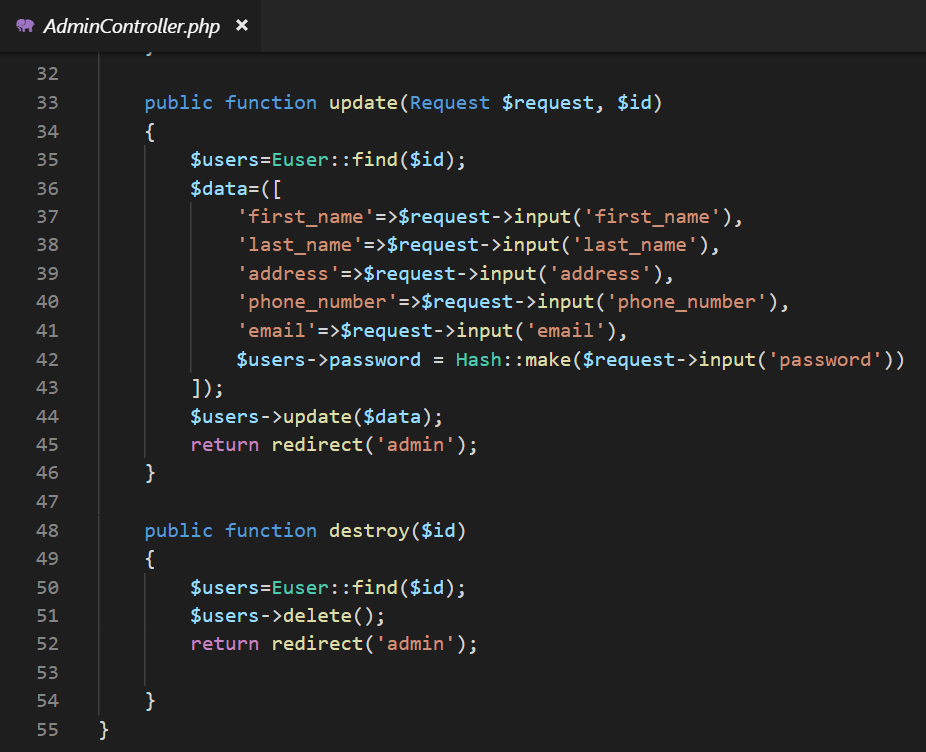 AdminController.php ×
32
33 public function update(Request $request, $id)
34 {
35 $users=Euser::find($id);
36 $data=([
37 'first_name'=>$request->input('first_name'),
38 'last_name'=>$request->input('last_name'),
39 'address'=>$request->input('address'),
40 'phone_number'=>$request->input('phone_number'),
41 'email'=>$request->input('email'),
42 $users->password = Hash::make($request->input('password'))
43 ]);
44 $users->update($data);
45 return redirect('admin');
46 }
47
48 public function destroy($id)
49 {
50 $users=Euser::find($id);
51 $users->delete();
52 return redirect('admin');
53
54 }
55 }